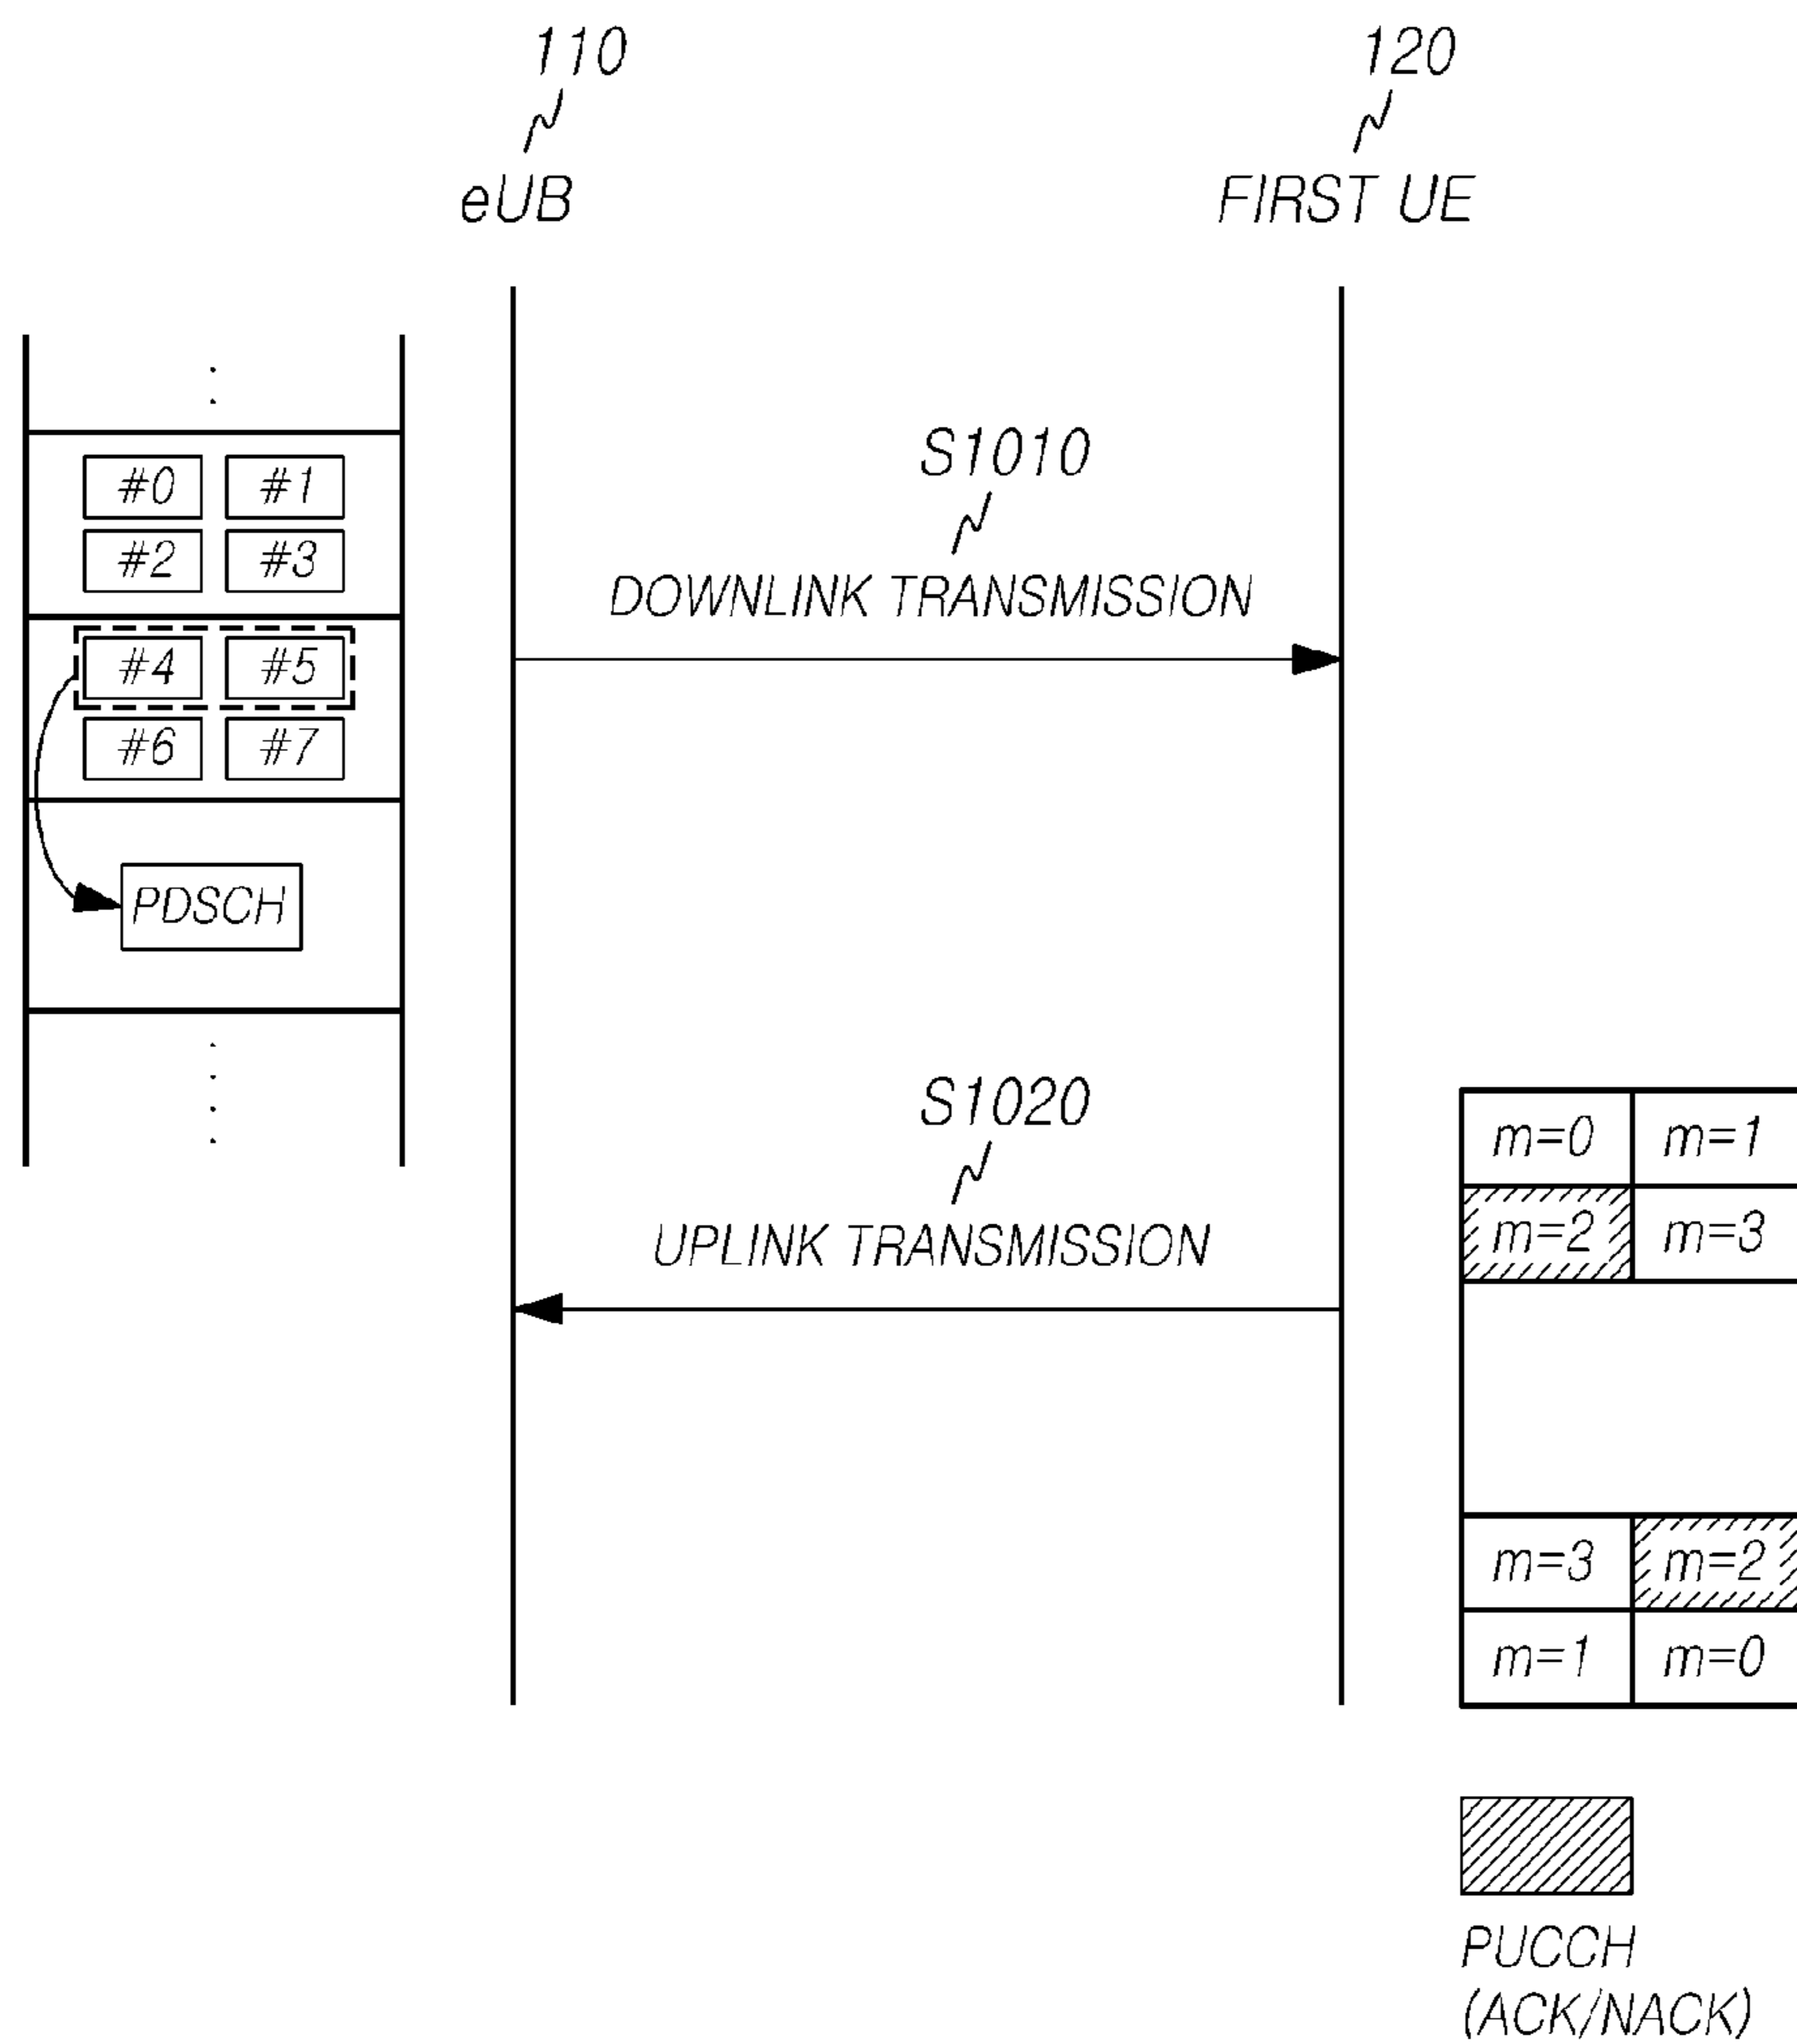 110
120
eUB
FIRST UE
#0 #1
#2 #3
#4 #5
#6 #7
PDSCH
S1010
DOWNLINK TRANSMISSION
S1020
UPLINK TRANSMISSION
m=0 m=1
m=2 m=3
m=3 m=2
m=1 m=0
PUCCH
(ACK/NACK)